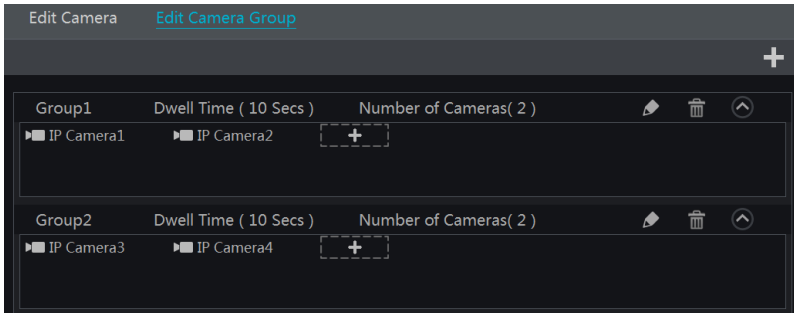 Edit Camera Edit Camera Group
Group1 Dwell Time ( 10 Secs ) Number of Cameras( 2 )
IP Camera1 IP Camera2
Group2 Dwell Time ( 10 Secs ) Number of Cameras( 2 )
IP Camera3 IP Camera4